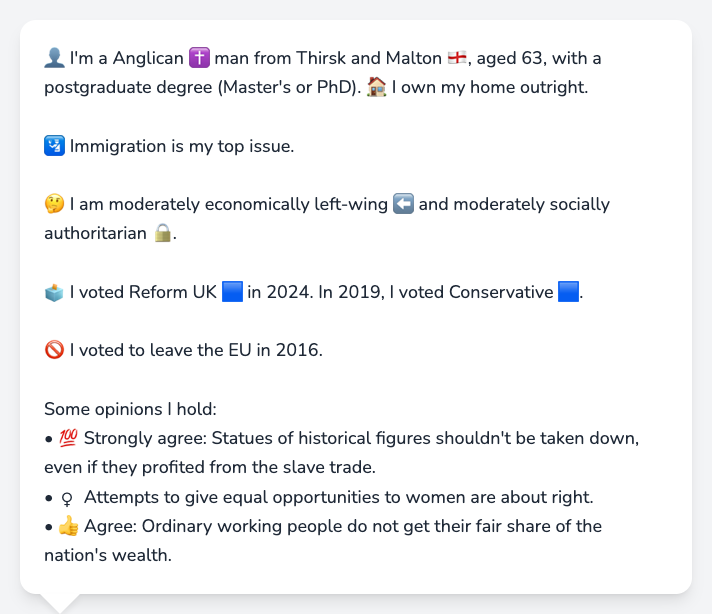 👤 I'm a Anglican ✝️ man from Thirsk and Malton 🏴󠁧󠁢󠁥󠁮󠁧󠁿, aged 63, with a
postgraduate degree (Master's or PhD). 🏠 I own my home outright.
🛂 Immigration is my top issue.
🤔 I am moderately economically left-wing ⬅️ and moderately socially
authoritarian 🔒.
🗳️ I voted Reform UK 🟦 in 2024. In 2019, I voted Conservative 🟦.
🚫 I voted to leave the EU in 2016.
Some opinions I hold:
• 💯 Strongly agree: Statues of historical figures shouldn't be taken down,
even if they profited from the slave trade.
• ♀ Attempts to give equal opportunities to women are about right.
• 👍 Agree: Ordinary working people do not get their fair share of the
nation's wealth.